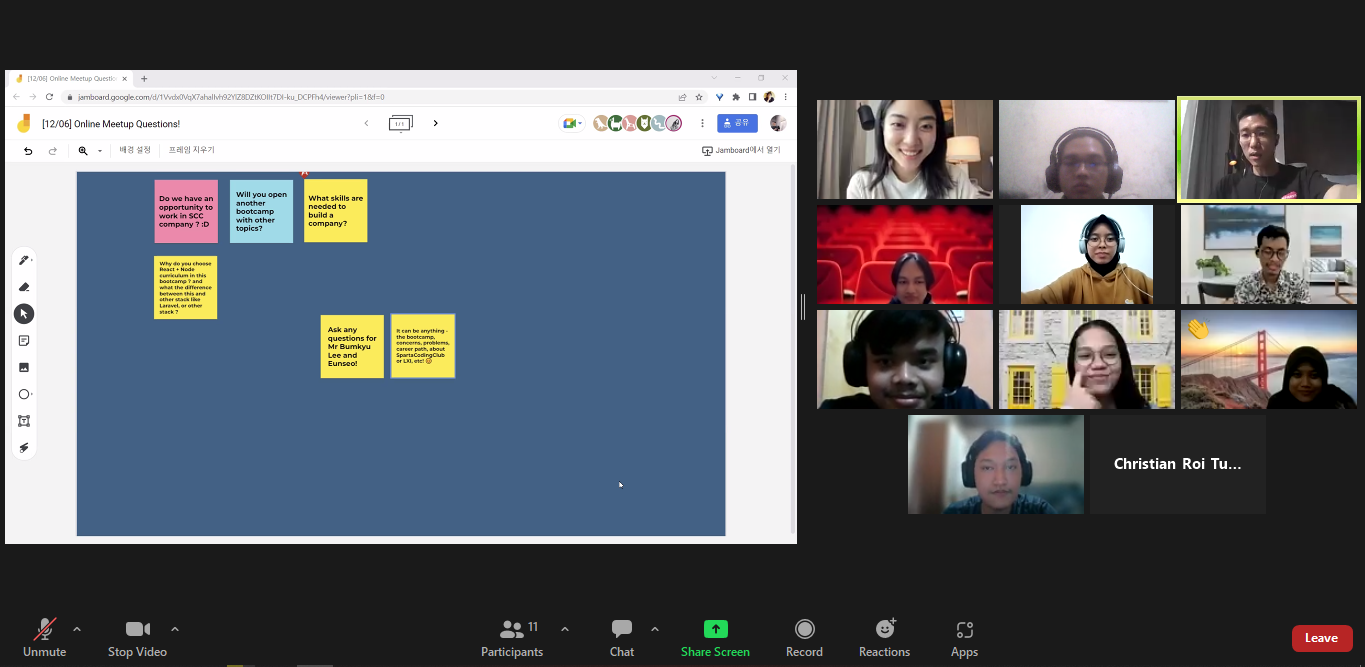 [12/06] Online Meetup Questio
jamboard.google.com
[12/06] Online Meetup Questions!
1/1
공유
배경 설정
프레임 지우기
Jamboard에서 열기
Do we have an
opportunity to
work in SCC
company ? :D
Will you open
another
bootcamp
with other
topics?
What skills are
needed to
build a
company?
Why do you choose
React + Node
curriculum in this
bootcamp ? and
what the difference
between this and
other stack like
Laravel, or other
stack ?
Ask any
questions for
Mr Bumkyu
Lee and
Eunseo!
It can be anything -
the bootcamp,
concerns, problems,
career path, about
SpartaCodingClub
or LXI, etc! 😊
Christian Roi Tu...
Unmute
Stop Video
11
Participants
Chat
Share Screen
Record
Reactions
Apps
Leave